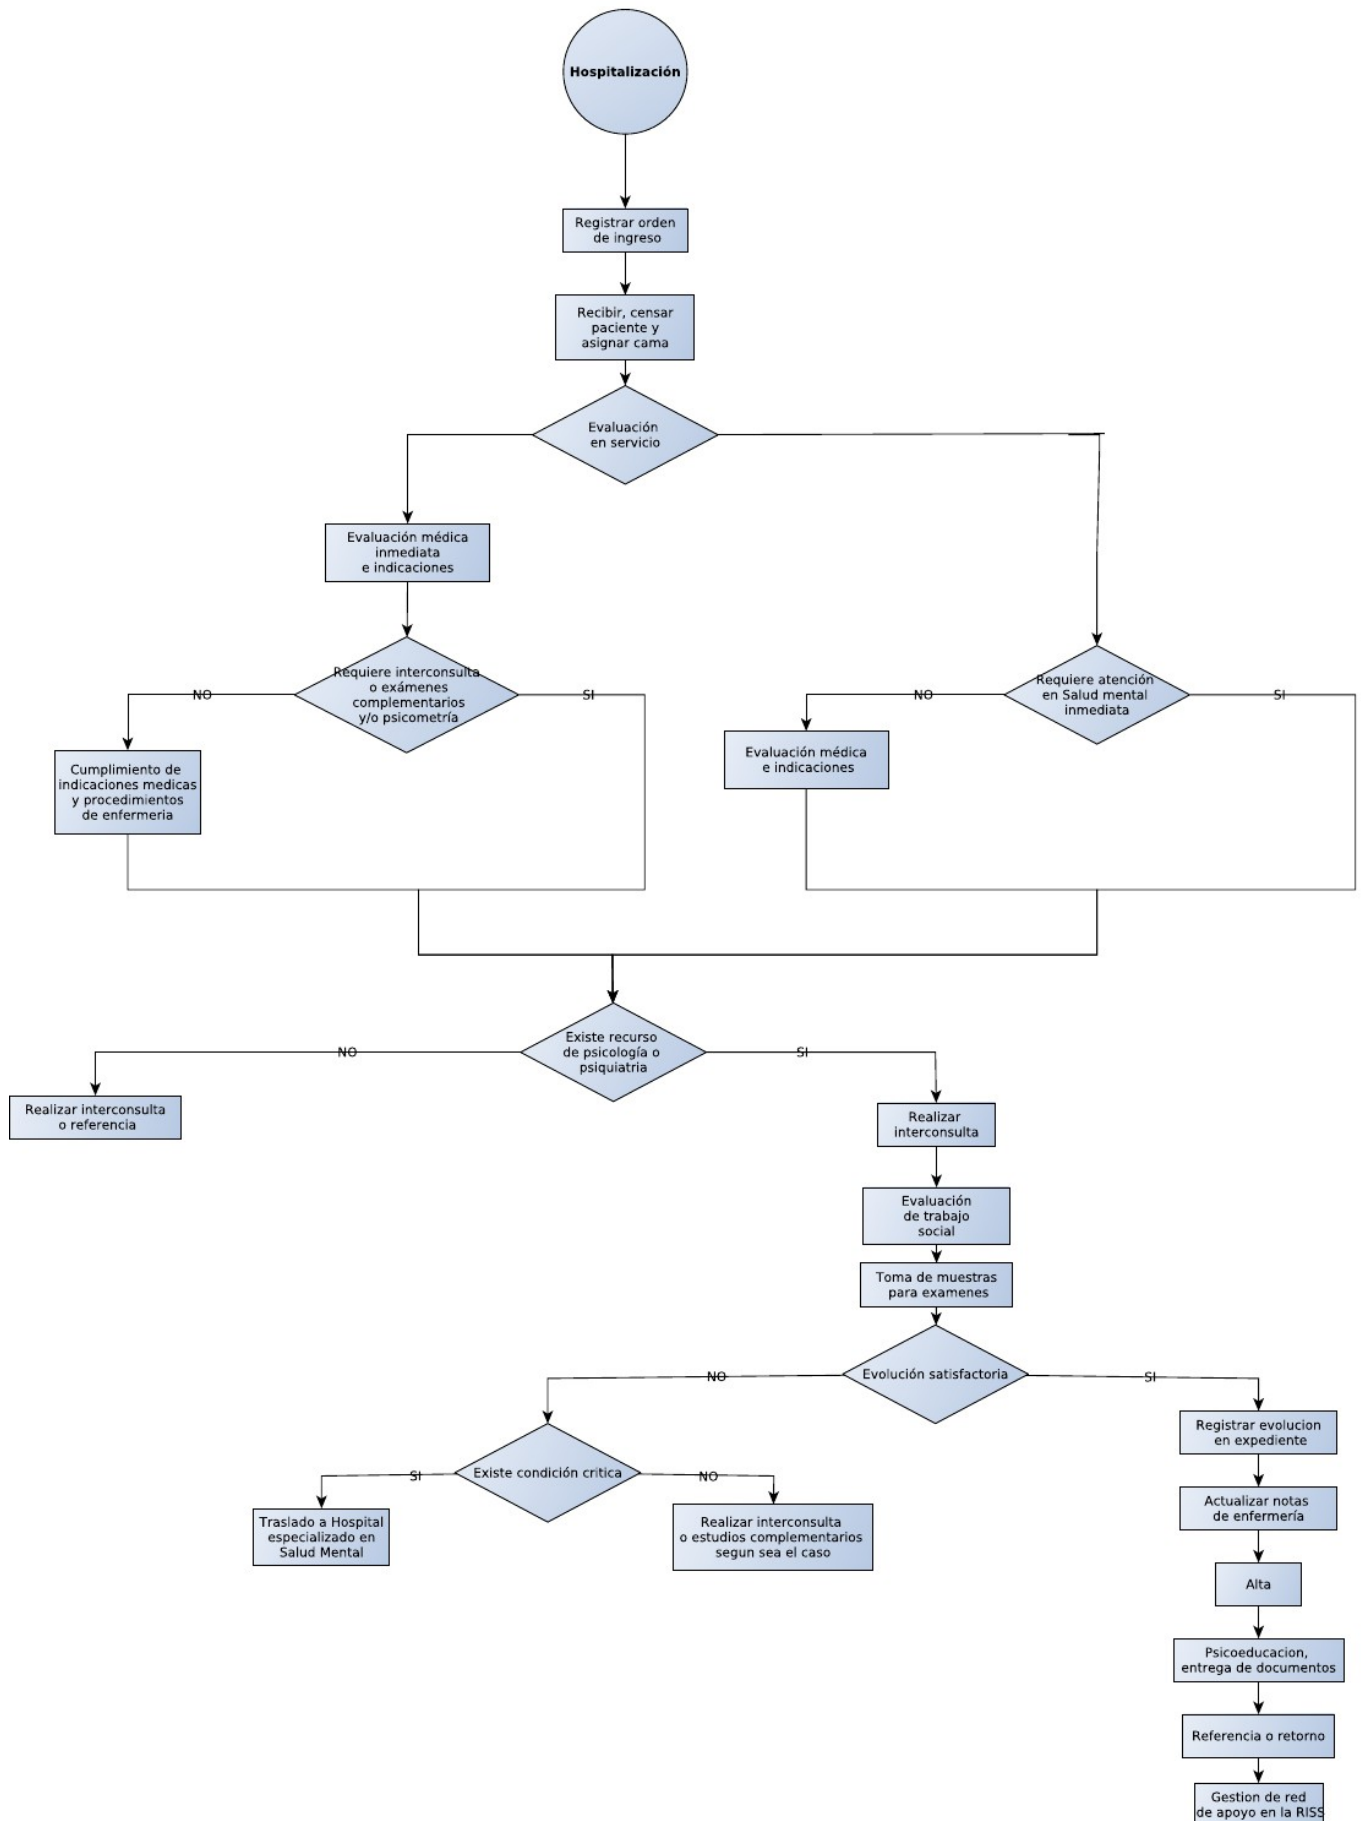 Hospitalización
Registrar orden
de ingreso
Recibir, censar
paciente y
asignar cama
Evaluación
en servicio
Evaluación médica
inmediata
e indicaciones
Requiere interconsulta
o exámenes
complementarios
y/o psicometría
NO
SI
Requiere atención
en Salud mental
inmediata
NO
SI
Cumplimiento de
indicaciones medicas
y procedimientos
de enfermeria
Evaluación médica
e indicaciones
Existe recurso
de psicología o
psiquiatria
NO
SI
Realizar interconsulta
o referencia
Realizar
interconsulta
Evaluación
de trabajo
social
Toma de muestras
para examenes
Evolución satisfactoria
NO
SI
Existe condición critica
SI
NO
Traslado a Hospital
especializado en
Salud Mental
Realizar interconsulta
o estudios complementarios
segun sea el caso
Registrar evolucion
en expediente
Actualizar notas
de enfermería
Alta
Psicoeducacion,
entrega de documentos
Referencia o retorno
Gestion de red
de apoyo en la RISS